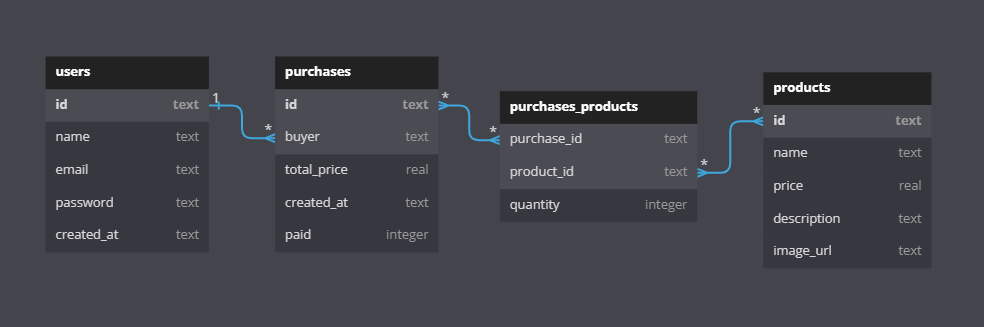 users
id text
name text
email text
password text
created_at text
1
*
purchases
id text
buyer text
total_price real
created_at text
paid integer
*
*
purchases_products
purchase_id text
product_id text
quantity integer
*
*
products
id text
name text
price real
description text
image_url text